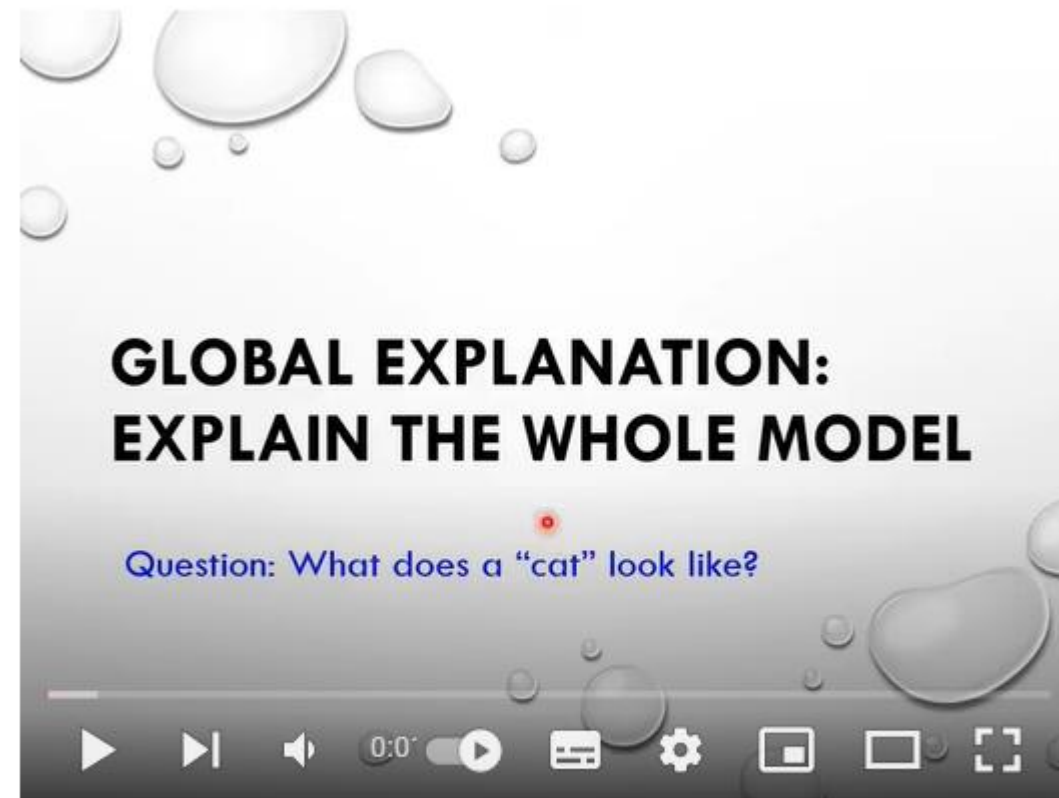 GLOBAL EXPLANATION:
EXPLAIN THE WHOLE MODEL
Question: What does a “cat” look like?